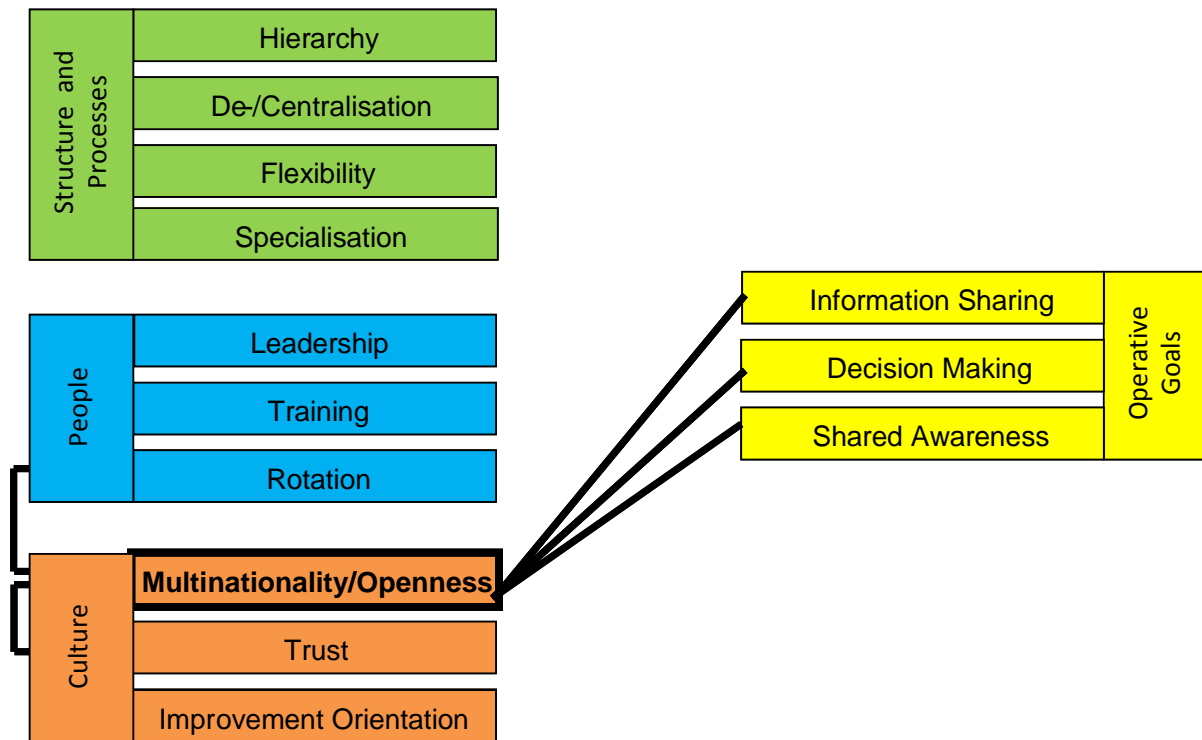 Structure and
Processes
Hierarchy
De-/Centralisation
Flexibility
Specialisation
People
Leadership
Training
Rotation
Culture
Multinationality/Openness
Trust
Improvement Orientation
Information Sharing
Decision Making
Shared Awareness
Operative
Goals